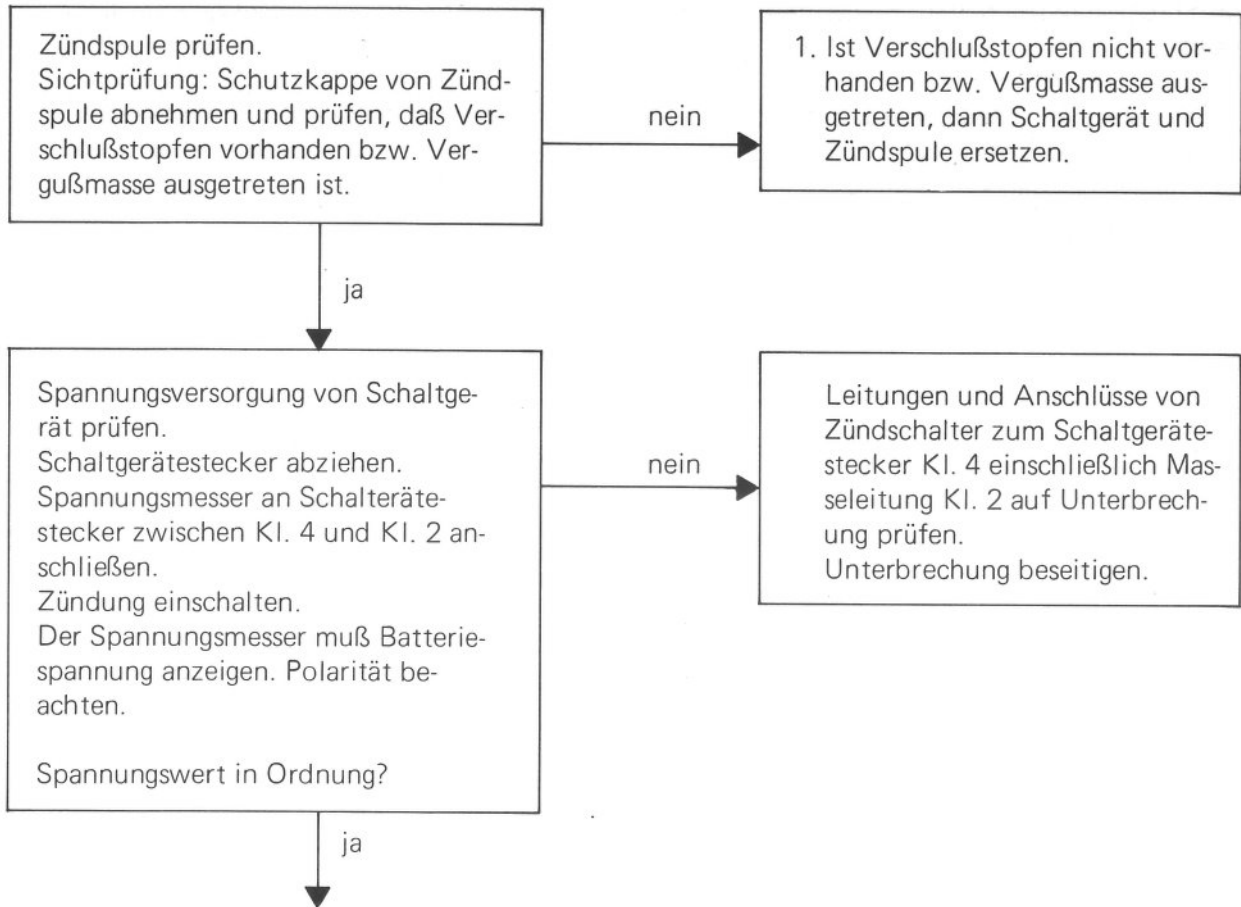 Zündspule prüfen.
Sichtprüfung: Schutzkappe von Zünd-
spule abnehmen und prüfen, daß Ver-
schlußstopfen vorhanden bzw. Ver-
gußmasse ausgetreten ist.
nein
1. Ist Verschlußstopfen nicht vor-
handen bzw. Vergußmasse aus-
getreten, dann Schaltgerät und
Zündspule ersetzen.
ja
Spannungsversorgung von Schaltge-
rät prüfen.
Schaltgerätestecker abziehen.
Spannungsmesser an Schalteräte-
stecker zwischen Kl. 4 und Kl. 2 an-
schließen.
Zündung einschalten.
Der Spannungsmesser muß Batterie-
spannung anzeigen. Polarität be-
achten.
Spannungswert in Ordnung?
nein
Leitungen und Anschlüsse von
Zündschalter zum Schaltgeräte-
stecker Kl. 4 einschließlich Mas-
seleitung Kl. 2 auf Unterbrech-
ung prüfen.
Unterbrechung beseitigen.
ja